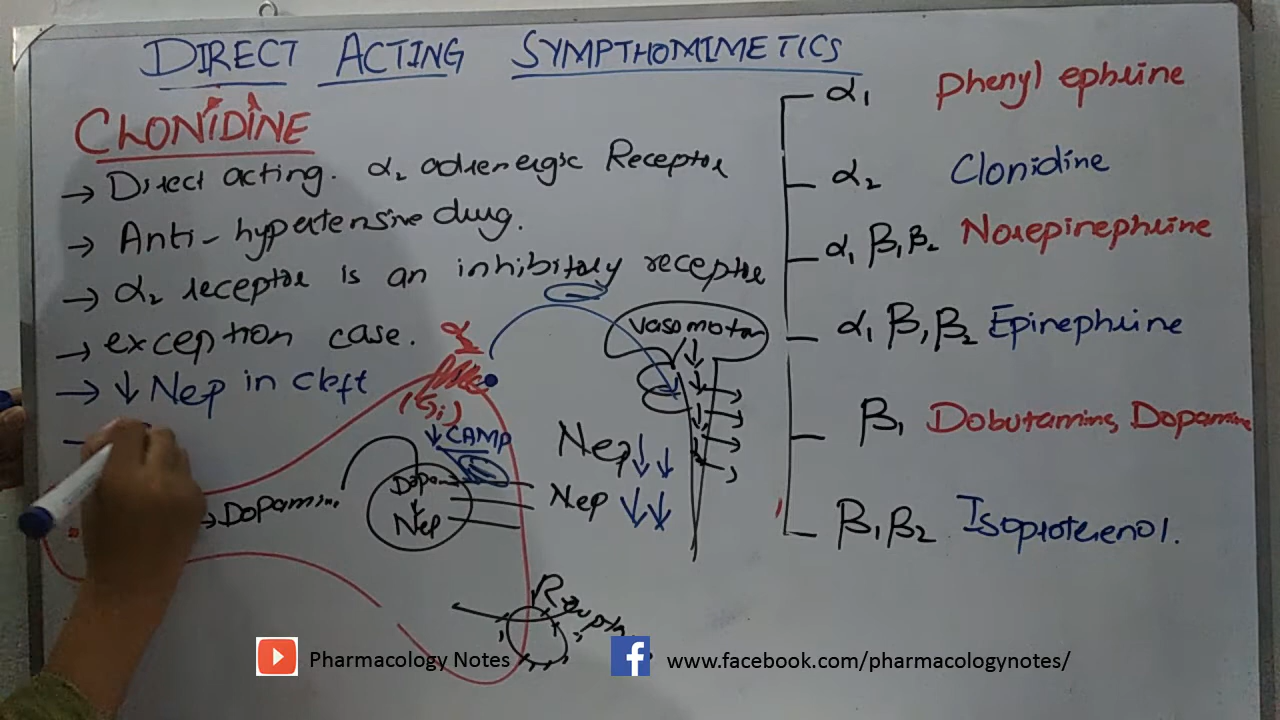 DIRECT ACTING SYMPTHOMIMETICS
CLONIDINE
→ Direct acting. α2 adrenergic Receptor
→ Anti-hypertensive drug.
→ α2 receptor is an inhibitory receptor
→ exception case.
→ ↓ Nep in cleft
α1 Phenyl ephrine
α2 Clonidine
α1 β1 β2 Norepinephrine
α1 β1 β2 Epinephrine
β1 Dobutamine, Dopamine
β1 β2 Isoproterenol.
Vasomotor
↓ CAMP
Nep ↓↓
Nep ↓↓
→ Dopamine
Dopam
↓
Nep
Pharmacology Notes
www.facebook.com/pharmacologynotes/